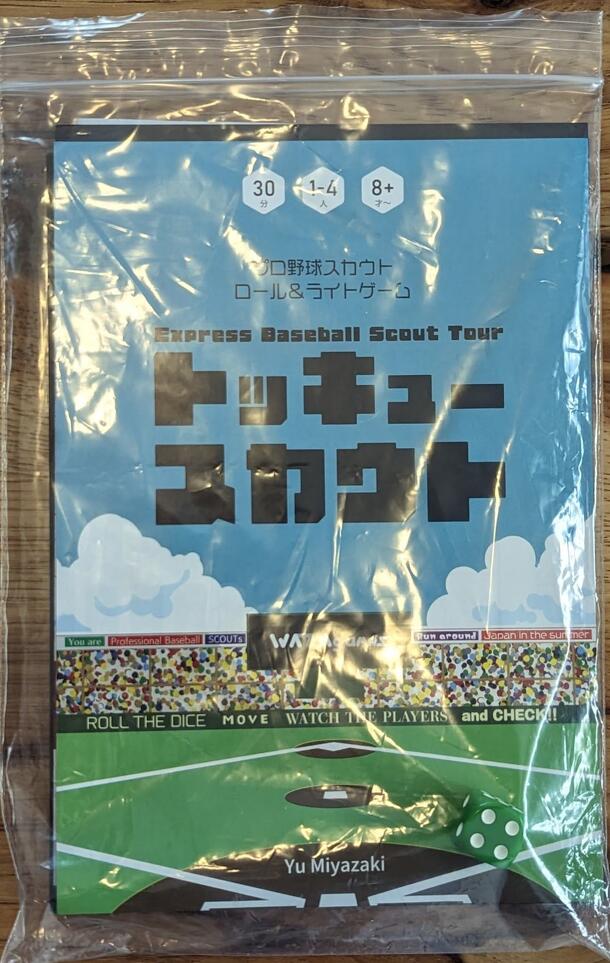 30 1-4 8+
分 人 才~
プロ野球スカウト
ロール&ライトゲーム
Express Baseball Scout Tour
トッキュー
スカウト
You are Professional Baseball SCOUTs Run around Japan in the summer
ROLL THE DICE MOVE WATCH THE PLAYERS and CHECK!!
Yu Miyazaki